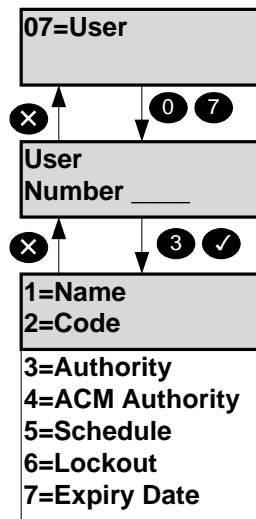 07=User
0 7
User
Number ____
3 ✓
1=Name
2=Code
3=Authority
4=ACM Authority
5=Schedule
6=Lockout
7=Expiry Date